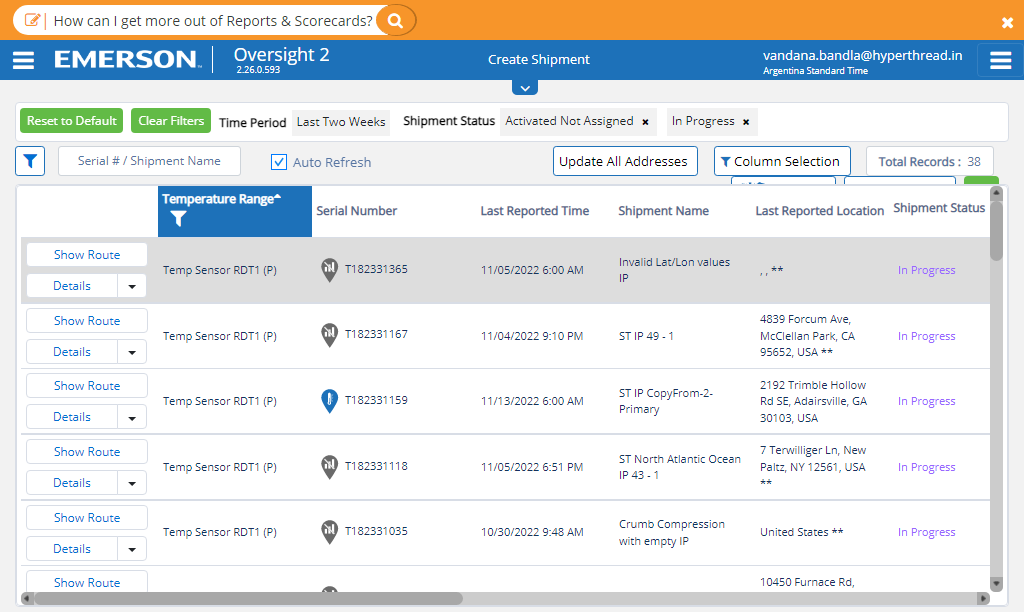 How can I get more out of Reports & Scorecards?
EMERSON.
Oversight 2
2.26.0.593
Create Shipment
vandana.bandla@hyperthread.in
Argentina Standard Time
Reset to Default
Clear Filters
Time Period
Last Two Weeks
Shipment Status
Activated Not Assigned ×
In Progress ×
Serial # / Shipment Name
Auto Refresh
Update All Addresses
Column Selection
Total Records : 38
Temperature Range
Serial Number
Last Reported Time
Shipment Name
Last Reported Location
Shipment Status
Show Route
Details
Temp Sensor RDT1 (P)
T182331365
11/05/2022 6:00 AM
Invalid Lat/Lon values
IP
, , **
In Progress
Show Route
Details
Temp Sensor RDT1 (P)
T182331167
11/04/2022 9:10 PM
ST IP 49 - 1
4839 Forcum Ave,
McClellan Park, CA
95652, USA **
In Progress
Show Route
Details
Temp Sensor RDT1 (P)
T182331159
11/13/2022 6:00 AM
ST IP CopyFrom-2-
Primary
2192 Trimble Hollow
Rd SE, Adairsville, GA
30103, USA
In Progress
Show Route
Details
Temp Sensor RDT1 (P)
T182331118
11/05/2022 6:51 PM
ST North Atlantic Ocean
IP 43 - 1
7 Terwilliger Ln, New
Paltz, NY 12561, USA
**
In Progress
Show Route
Details
Temp Sensor RDT1 (P)
T182331035
10/30/2022 9:48 AM
Crumb Compression
with empty IP
United States **
In Progress
Show Route
10450 Furnace Rd,